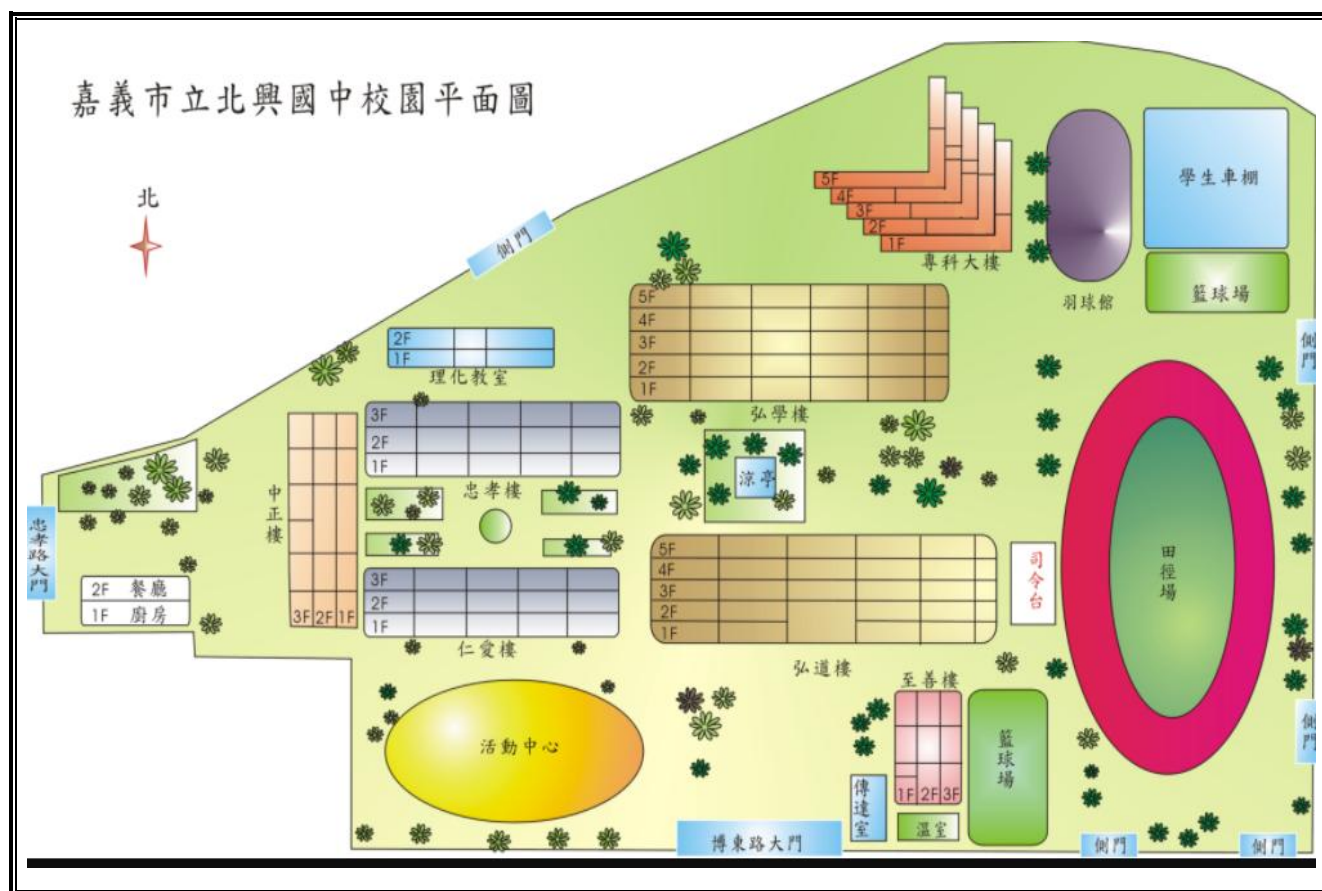 嘉義市立北興國中校園平面圖
北
側門
5F
4F
3F
2F
1F
專科大樓
羽球館
學生車棚
籃球場
側門
5F
4F
3F
2F
1F
弘學樓
2F
1F
理化教室
3F
2F
1F
忠孝樓
中正樓
3F 2F 1F
忠孝路大門
2F 餐廳
1F 廚房
涼亭
3F
2F
1F
仁愛樓
5F
4F
3F
2F
1F
弘道樓
司令台
田徑場
活動中心
至善樓
1F 2F 3F
籃球場
傳達室
溫室
側門
博東路大門
側門
側門